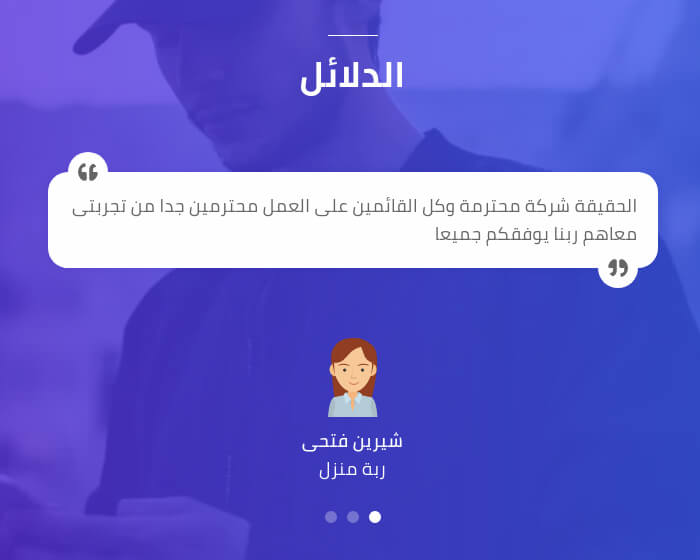 الدلائل
الحقيقة شركة محترمة وكل القائمين على العمل محترمين جدا من تجربتى
معاهم ربنا يوفقكم جميعا
شيرين فتحى
ربة منزل